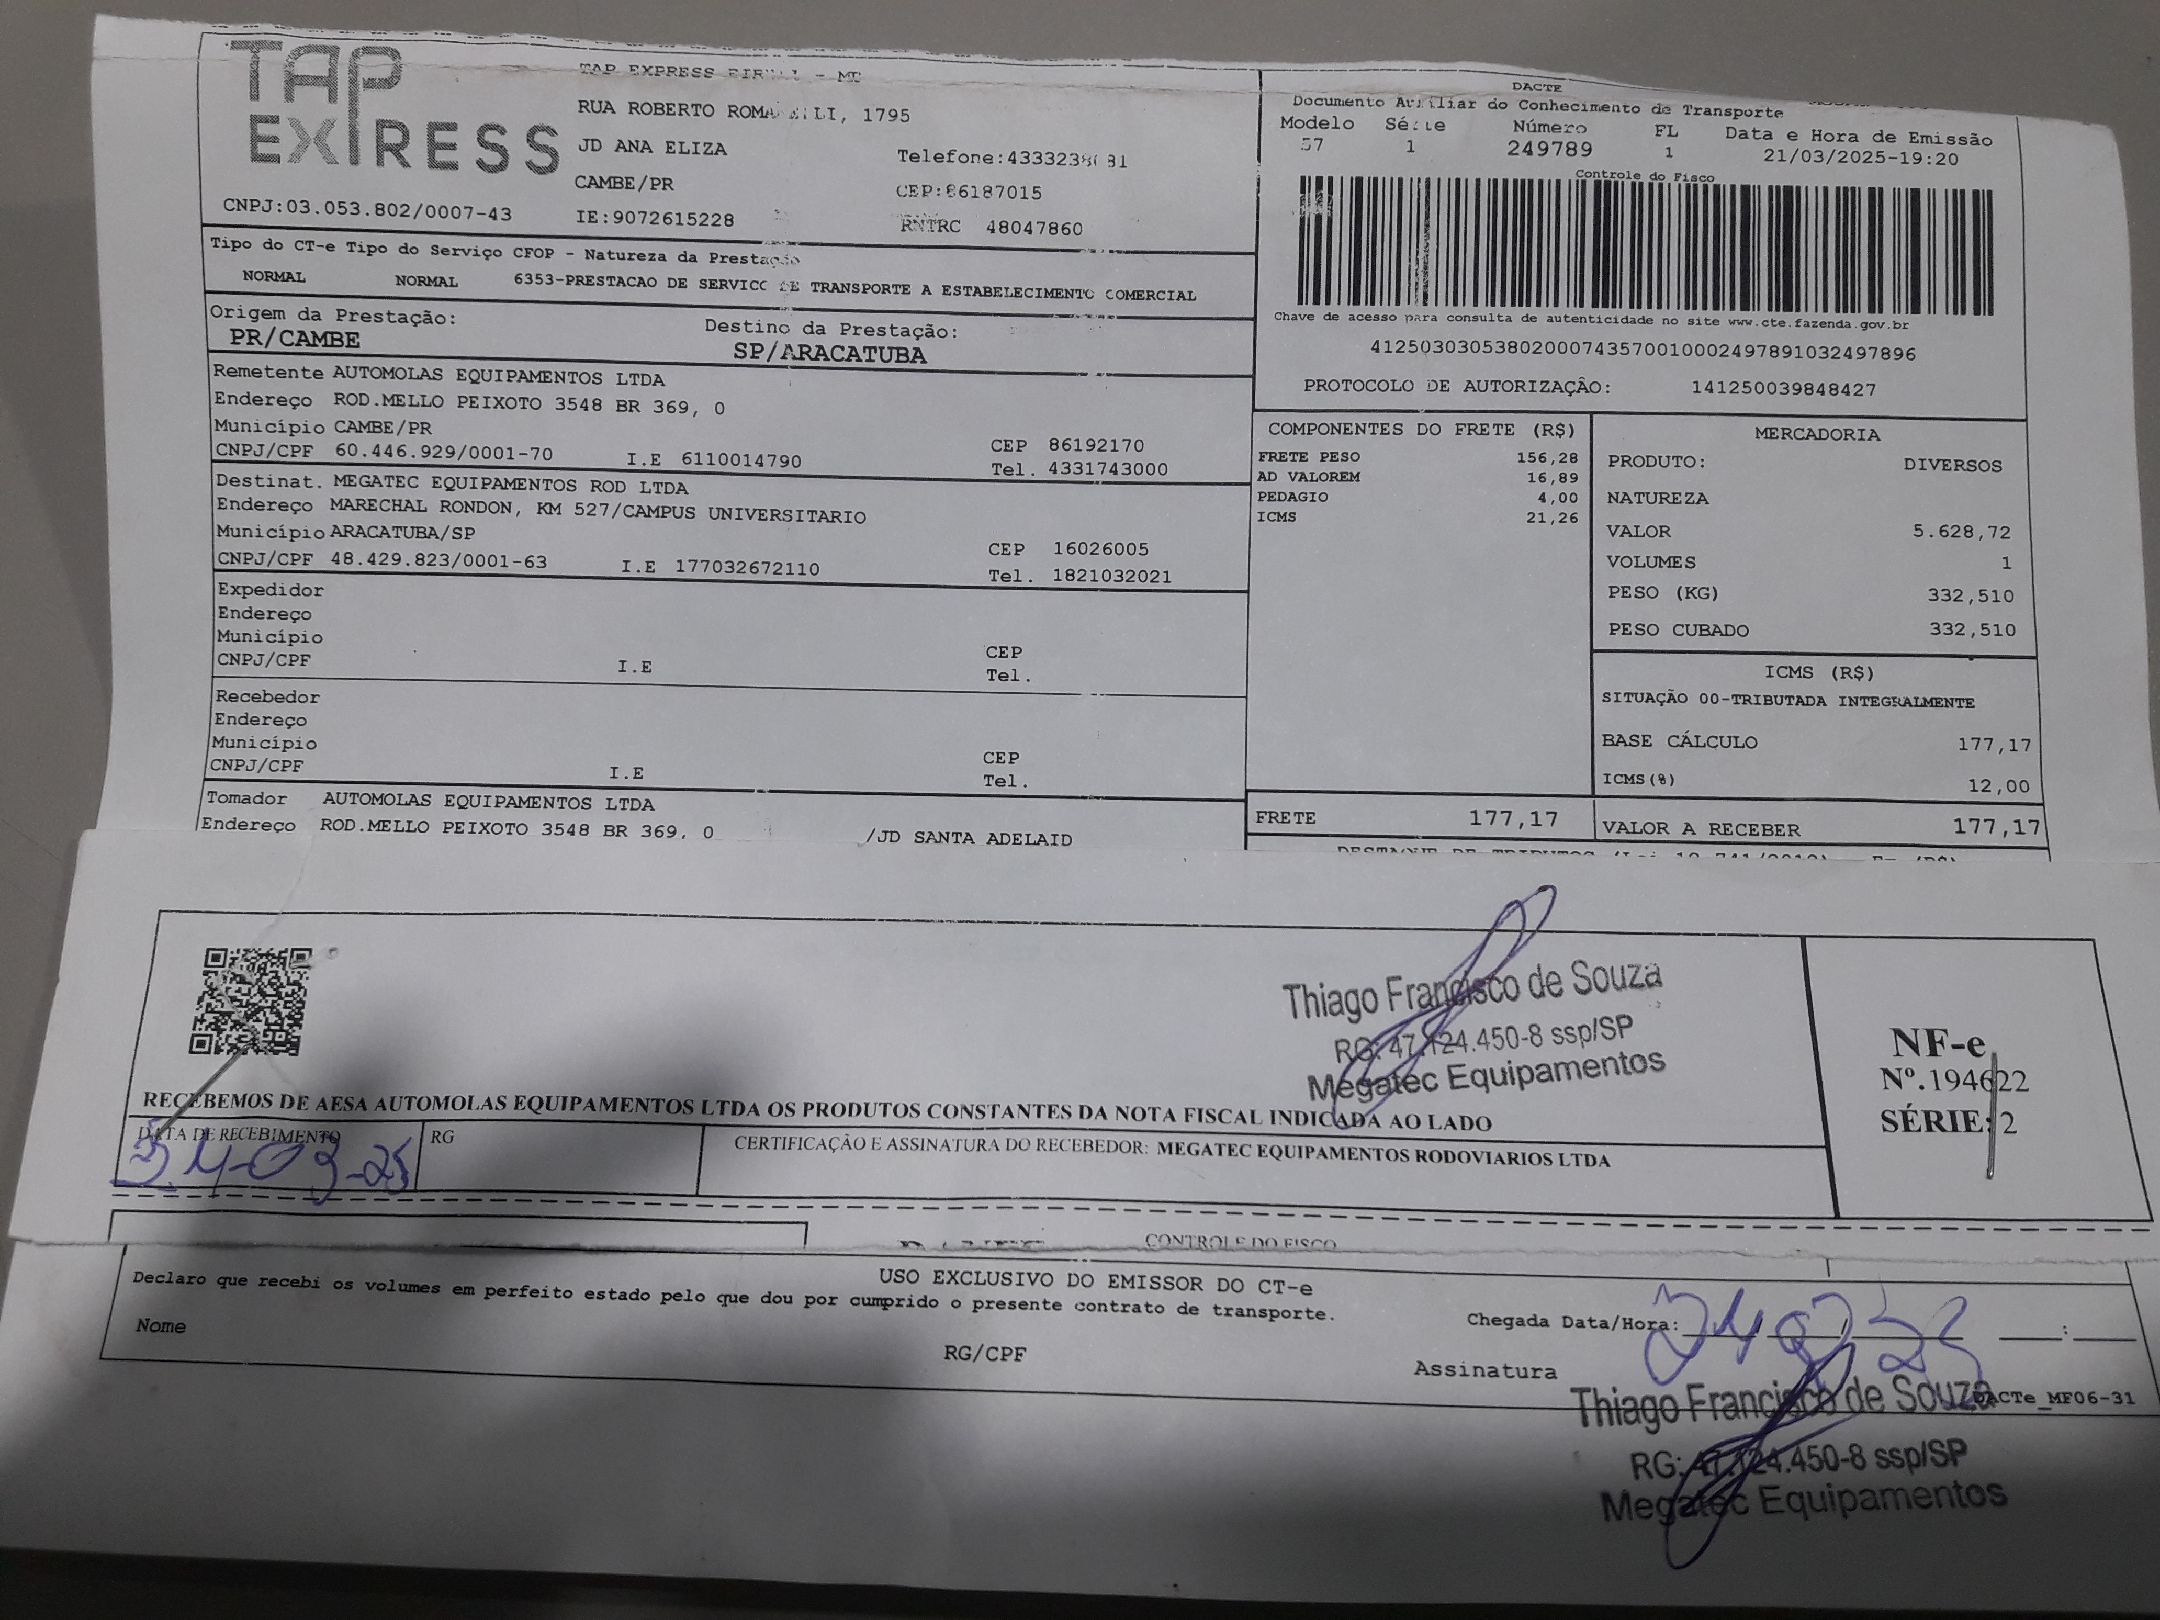 TAP EXPRESS
TAP EXPRESS - ME
RUA ROBERTO 1795
JD ANA ELIZA
Telefone:
CAMBE/PR
CEP:86187015
CNPJ:03.053.802/0007-43
IE:9072615228
RNTRC 48047860
DACTE
Documento Auxiliar do Conhecimento de Transporte
Modelo Série Número FL Data e Hora de Emissão
57 1 249789 1 21/03/2025-19:20
Controle do Fisco
Chave de acesso para consulta de autenticidade no site www.cte.fazenda.gov.br
41250303053802000743570010002497891032497896
PROTOCOLO DE AUTORIZAÇÃO: 141250039848427
Tipo do CT-e Tipo do Serviço CFOP - Natureza da Prestação
NORMAL NORMAL 6353-PRESTACAO DE SERVICO DE TRANSPORTE A ESTABELECIMENTO COMERCIAL
Origem da Prestação: Destino da Prestação:
PR/CAMBE SP/ARACATUBA
Remetente AUTOMOLAS EQUIPAMENTOS LTDA
Endereço ROD.MELLO PEIXOTO 3548 BR 369, 0
Município CAMBE/PR CEP 86192170
CNPJ/CPF 60.446.929/0001-70 I.E 6110014790 Tel. 4331743000
Destinat. MEGATEC EQUIPAMENTOS ROD LTDA
Endereço MARECHAL RONDON, KM 527/CAMPUS UNIVERSITARIO
Município ARACATUBA/SP CEP 16026005
CNPJ/CPF 48.429.823/0001-63 I.E 177032672110 Tel. 1821032021
Expedidor
Endereço
Município CEP
CNPJ/CPF I.E Tel.
Recebedor
Endereço
Município CEP
CNPJ/CPF I.E Tel.
Tomador AUTOMOLAS EQUIPAMENTOS LTDA
Endereço ROD.MELLO PEIXOTO 3548 BR 369, 0 /JD SANTA ADELAID
COMPONENTES DO FRETE (R$)
FRETE PESO 156,28
AD VALOREM 16,89
PEDAGIO 4,00
ICMS 21,26
MERCADORIA
PRODUTO: DIVERSOS
NATUREZA
VALOR 5.628,72
VOLUMES 1
PESO (KG) 332,510
PESO CUBADO 332,510
ICMS (R$)
SITUAÇÃO 00-TRIBUTADA INTEGRALMENTE
BASE CÁLCULO 177,17
ICMS(%) 12,00
FRETE 177,17 VALOR A RECEBER 177,17
Thiago Francisco de Souza
RG: 47.124.450-8 ssp/SP
Megatec Equipamentos
NF-e
Nº.194622
SÉRIE: 2
RECEBEMOS DE AESA AUTOMOLAS EQUIPAMENTOS LTDA OS PRODUTOS CONSTANTES DA NOTA FISCAL INDICADA AO LADO
DATA DE RECEBIMENTO RG CERTIFICAÇÃO E ASSINATURA DO RECEBEDOR: MEGATEC EQUIPAMENTOS RODOVIARIOS LTDA
CONTROLE DO FISCO
USO EXCLUSIVO DO EMISSOR DO CT-e
Declaro que recebi os volumes em perfeito estado pelo que dou por cumprido o presente contrato de transporte.
Nome RG/CPF
Chegada Data/Hora:
Assinatura
DACTe_MF06-31
Thiago Francisco de Souza
RG: 47.124.450-8 ssp/SP
Megatec Equipamentos